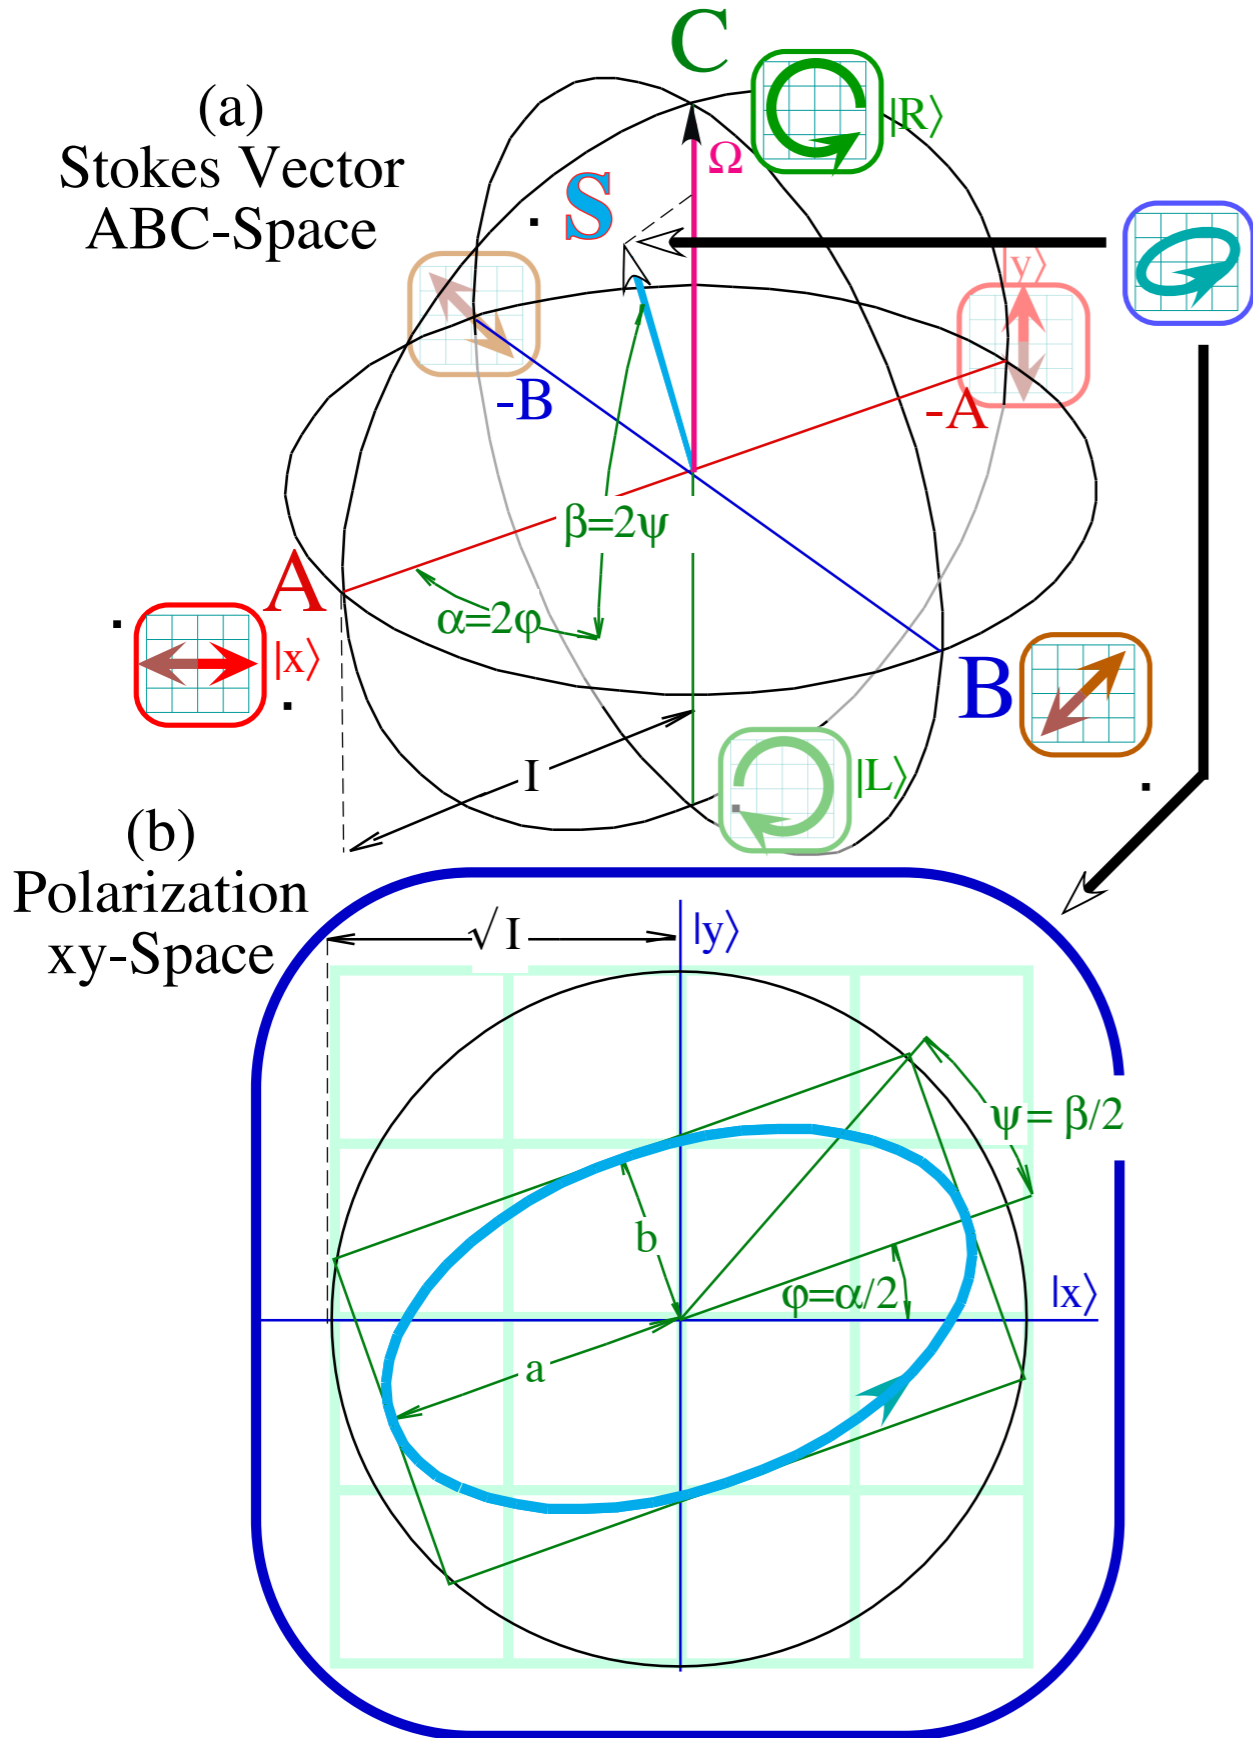 (a)
Stokes Vector
ABC-Space
C
|R⟩
Ω
S
|y⟩
-B
-A
β=2ψ
A
α=2φ
|x⟩
B
I
|L⟩
(b)
Polarization
xy-Space
√I
|y⟩
ψ= β/2
b
φ=α/2
|x⟩
a